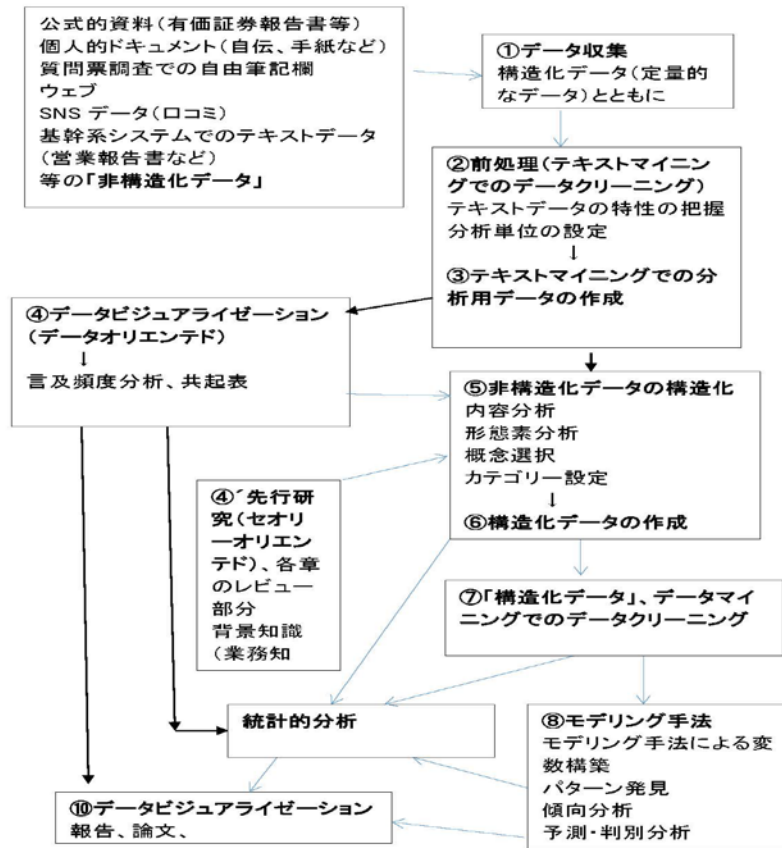 公式的資料(有価証券報告書等)
個人的ドキュメント(自伝、手紙など)
質問票調査での自由筆記欄
ウェブ
SNS データ(口コミ)
基幹系システムでのテキストデータ
(営業報告書など)
等の「非構造化データ」
①データ収集
構造化データ(定量的
なデータ)とともに
②前処理(テキストマイニン
グでのデータクリーニング)
テキストデータの特性の把握
分析単位の設定
↓
③テキストマイニングでの分
析用データの作成
④データビジュアライゼーション
(データオリエンテド)
↓
言及頻度分析、共起表
⑤非構造化データの構造化
内容分析
形態素分析
概念選択
カテゴリー設定
↓
⑥構造化データの作成
④´先行研
究(セオリ
ーオリエン
テド)、各章
のレビュー
部分
背景知識
(業務知
⑦「構造化データ」、データマ
イニングでのデータクリーニング
統計的分析
⑧モデリング手法
モデリング手法による変
数構築
パターン発見
傾向分析
予測・判別分析
⑩データビジュアライゼーション
報告、論文、